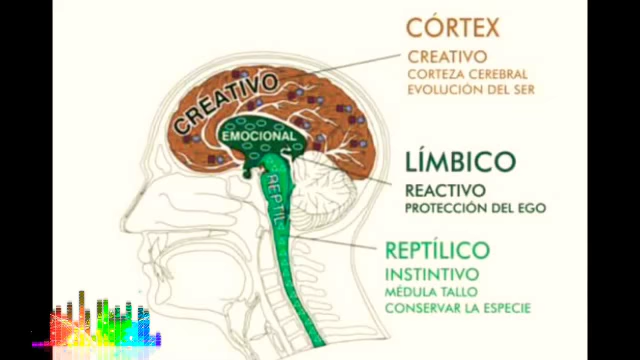 CÓRTEX
CREATIVO
CORTEZA CEREBRAL
EVOLUCIÓN DEL SER
CREATIVO
EMOCIONAL
REPTIL
LÍMBICO
REACTIVO
PROTECCIÓN DEL EGO
REPTÍLICO
INSTINTIVO
MÉDULA TALLO
CONSERVAR LA ESPECIE